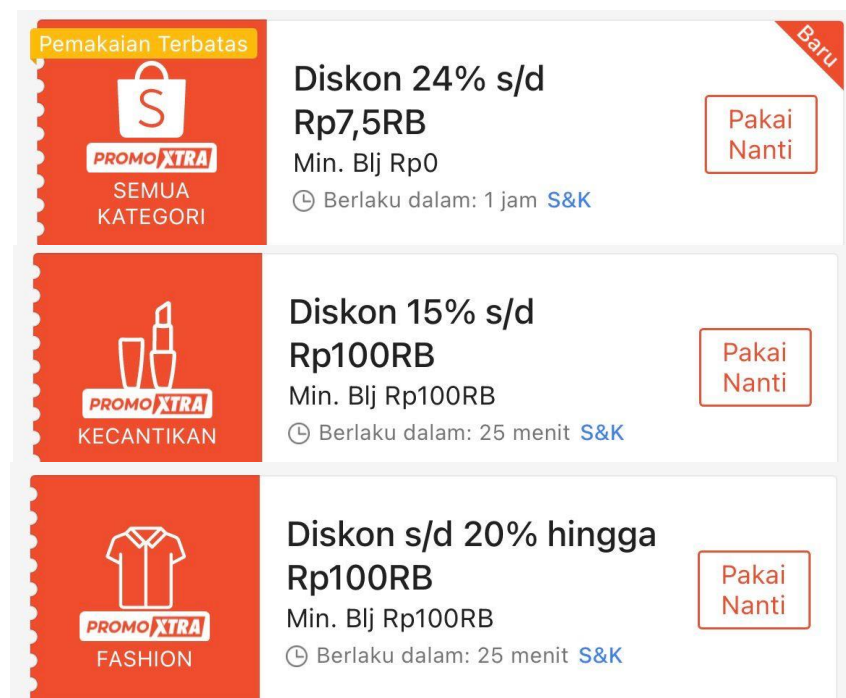 Pemakaian Terbatas
Baru
S
PROMO XTRA
SEMUA
KATEGORI
Diskon 24% s/d
Rp7,5RB
Min. Blj Rp0
Berlaku dalam: 1 jam S&K
Pakai
Nanti
PROMO XTRA
KECANTIKAN
Diskon 15% s/d
Rp100RB
Min. Blj Rp100RB
Berlaku dalam: 25 menit S&K
Pakai
Nanti
PROMO XTRA
FASHION
Diskon s/d 20% hingga
Rp100RB
Min. Blj Rp100RB
Berlaku dalam: 25 menit S&K
Pakai
Nanti